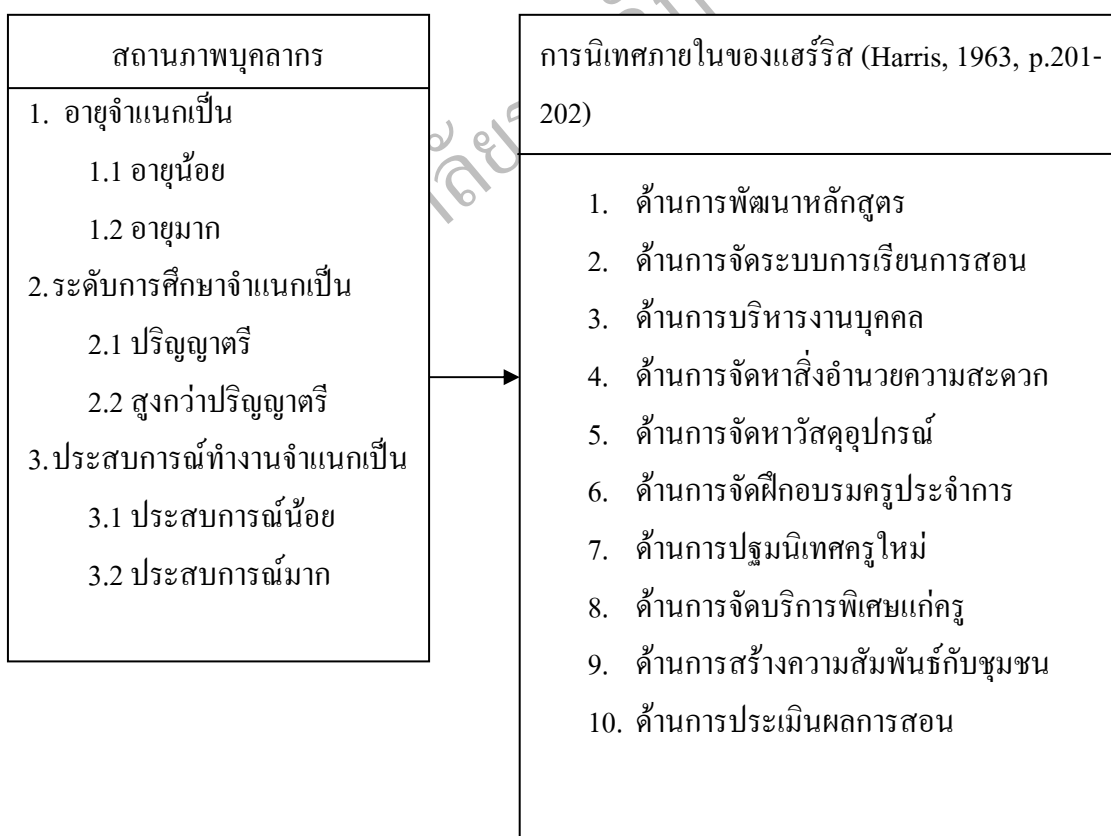 สถานภาพบุคลากร
1. อายุจำแนกเป็น
1.1 อายุน้อย
1.2 อายุมาก
2.ระดับการศึกษาจำแนกเป็น
2.1 ปริญญาตรี
2.2 สูงกว่าปริญญาตรี
3.ประสบการณ์ทำงานจำแนกเป็น
3.1 ประสบการณ์น้อย
3.2 ประสบการณ์มาก
การนิเทศภายในของแฮร์ริส (Harris, 1963, p.201-
202)
1. ด้านการพัฒนาหลักสูตร
2. ด้านการจัดระบบการเรียนการสอน
3. ด้านการบริหารงานบุคคล
4. ด้านการจัดหาสิ่งอำนวยความสะดวก
5. ด้านการจัดหาวัสดุอุปกรณ์
6. ด้านการจัดฝึกอบรมครูประจำการ
7. ด้านการปฐมนิเทศครูใหม่
8. ด้านการจัดบริการพิเศษแก่ครู
9. ด้านการสร้างความสัมพันธ์กับชุมชน
10. ด้านการประเมินผลการสอน